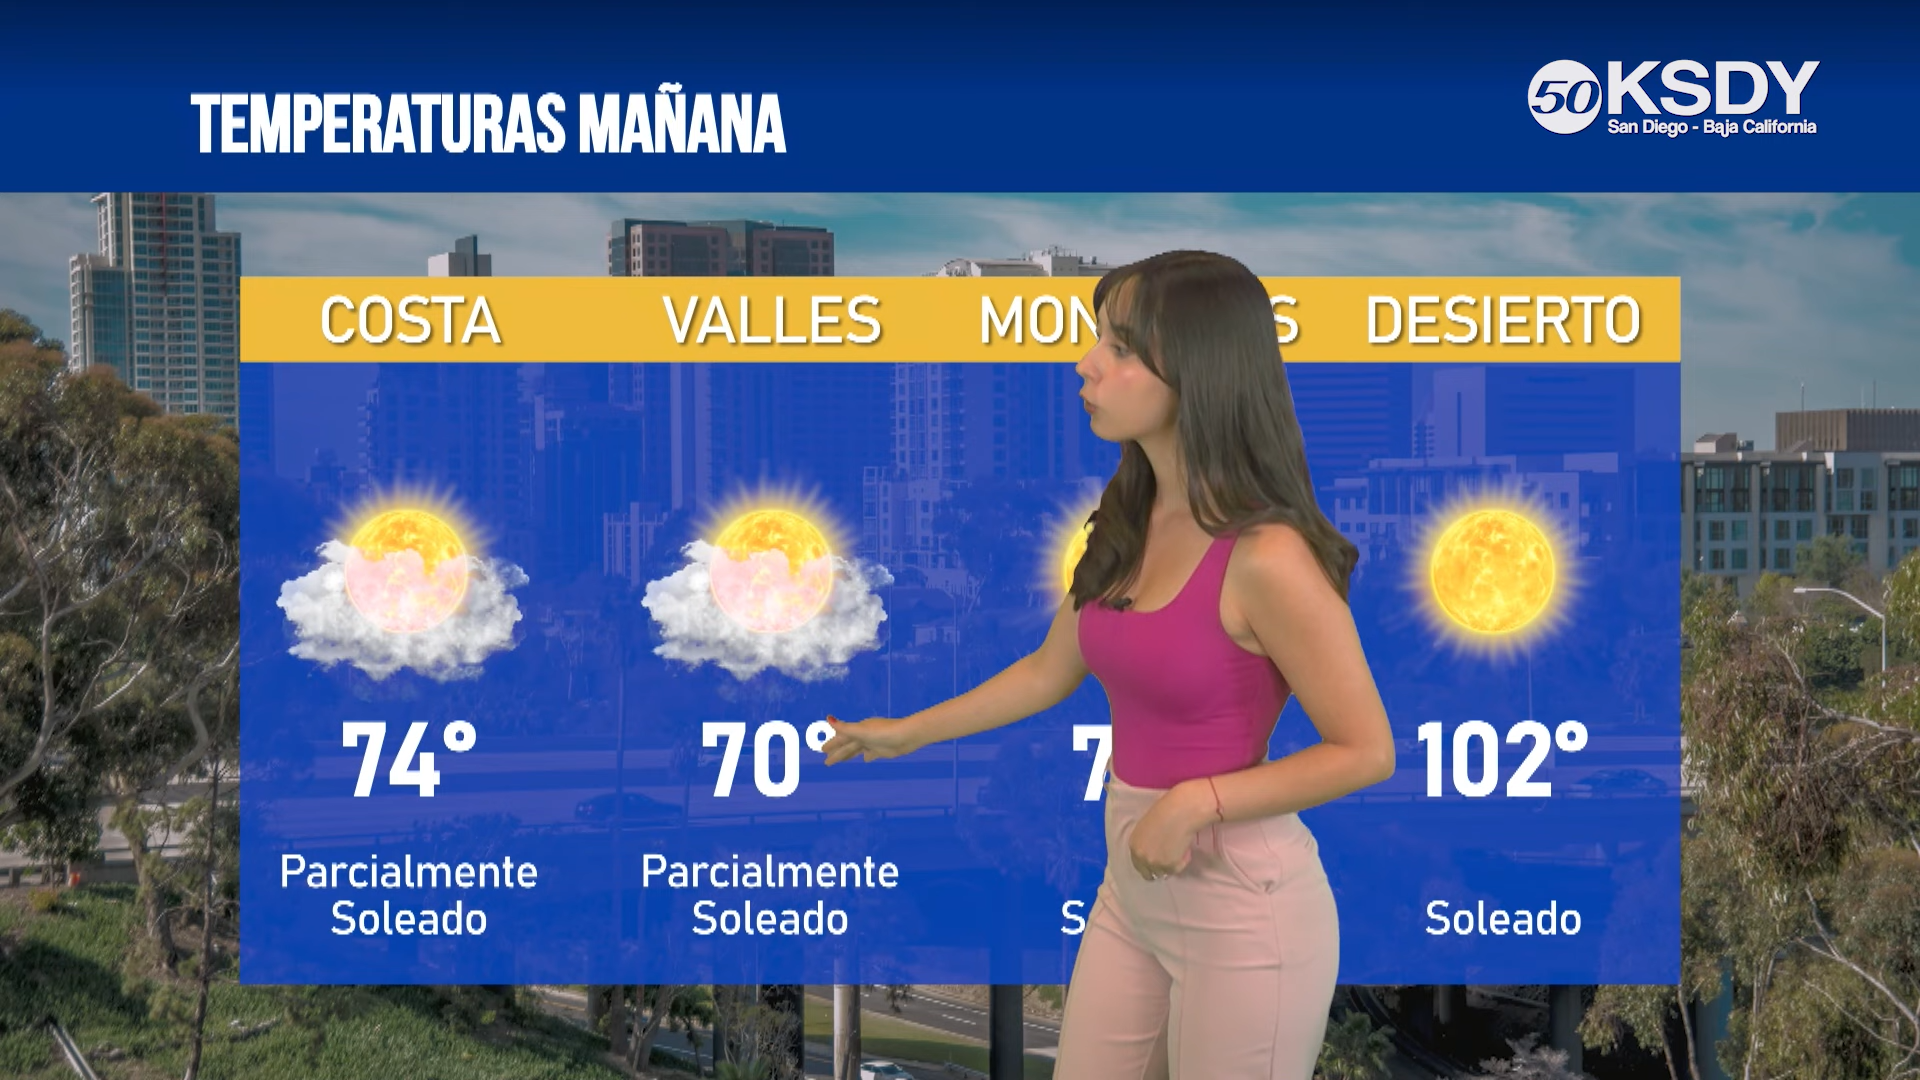 TEMPERATURAS MAÑANA
50 KSDY
San Diego - Baja California
COSTA
VALLES
DESIERTO
74°
70°
102°
Parcialmente
Soleado
Parcialmente
Soleado
Soleado